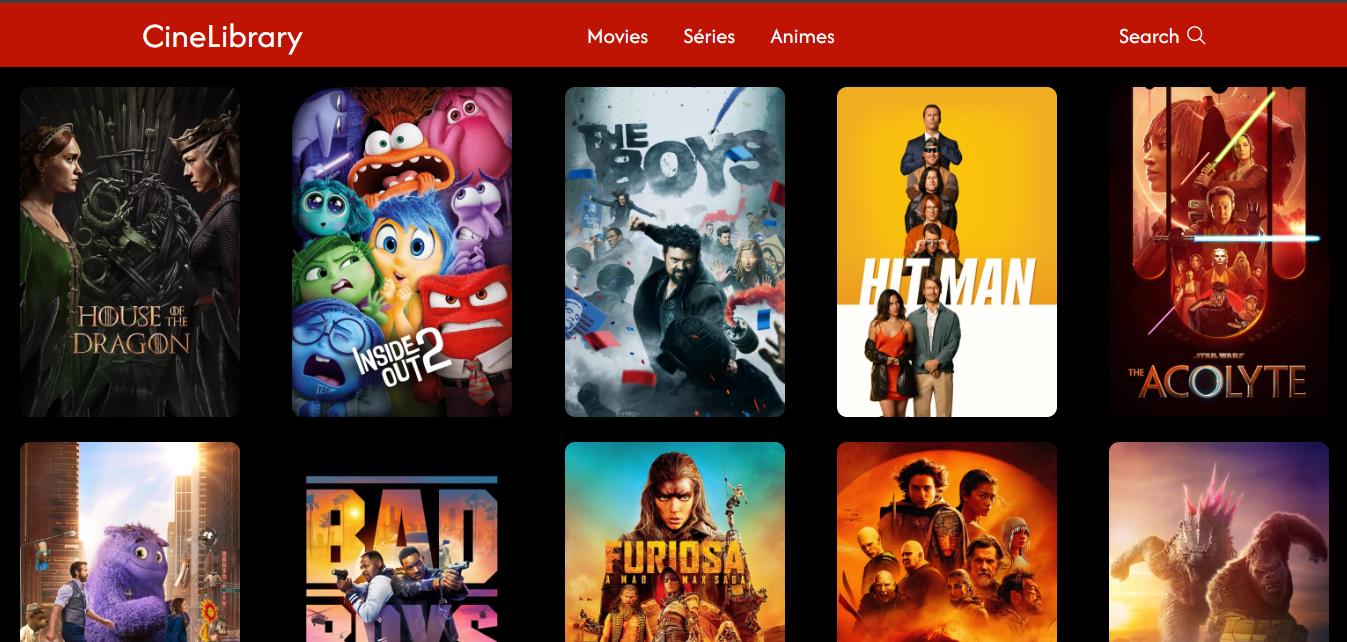 CineLibrary
Movies Séries Animes
Search
HOUSE OF THE
DRAGON
INSIDE
OUT 2
THE
BOYS
HIT MAN
STAR WARS
THE ACOLYTE
BAD
BOYS
FURIOSA
A MAD MAX SAGA